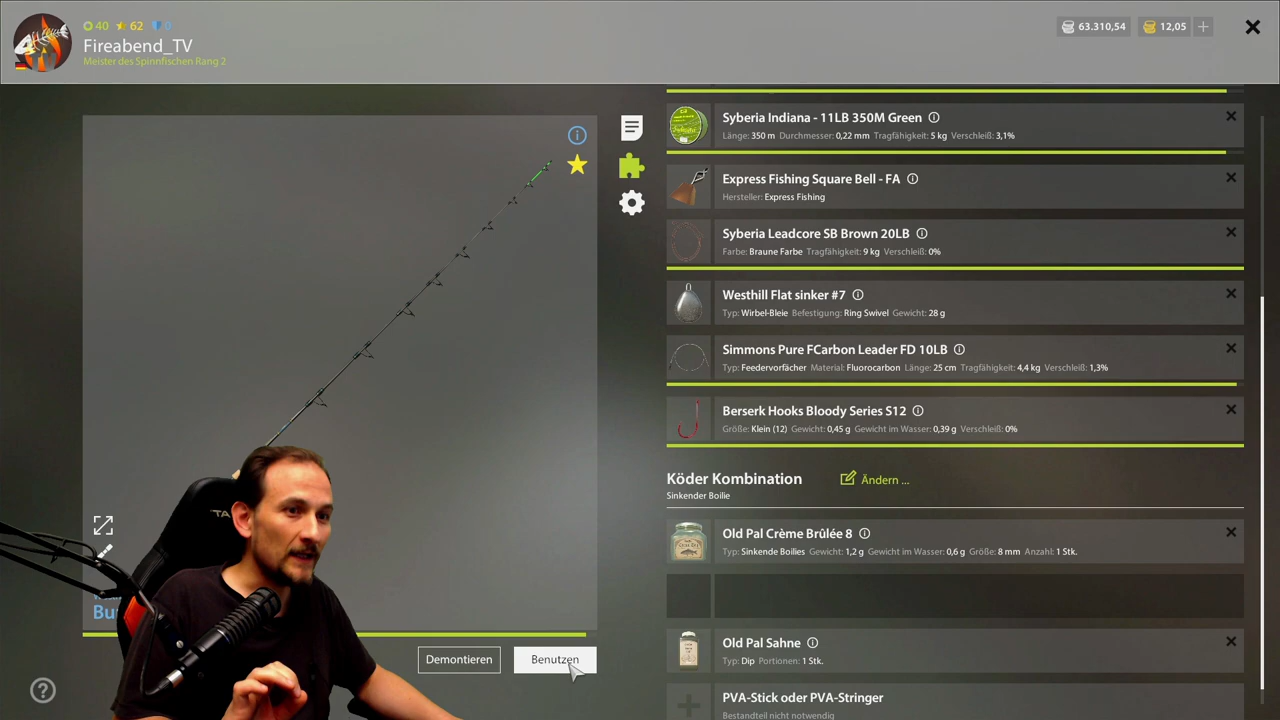 40 62 0
Fireabend_TV
Meister des Spinnfischen Rang 2
63.310,54
12,05
Syberia Indiana - 11LB 350M Green
Länge: 350 m Durchmesser: 0,22 mm Tragfähigkeit: 5 kg Verschleiß: 3,1%
Express Fishing Square Bell - FA
Hersteller: Express Fishing
Syberia Leadcore SB Brown 20LB
Farbe: Braune Farbe Tragfähigkeit: 9 kg Verschleiß: 0%
Westhill Flat sinker #7
Typ: Wirbel-Bleie Befestigung: Ring Swivel Gewicht: 28 g
Simmons Pure FCarbon Leader FD 10LB
Typ: Feedervorfächer Material: Fluorocarbon Länge: 25 cm Tragfähigkeit: 4,4 kg Verschleiß: 1,3%
Berserk Hooks Bloody Series S12
Größe: Klein (12) Gewicht: 0,45 g Gewicht im Wasser: 0,39 g Verschleiß: 0%
Köder Kombination
Ändern ...
Sinkender Boilie
Old Pal Crème Brûlée 8
Typ: Sinkende Boilies Gewicht: 1,2 g Gewicht im Wasser: 0,6 g Größe: 8 mm Anzahl: 1 Stk.
Old Pal Sahne
Typ: Dip Portionen: 1 Stk.
PVA-Stick oder PVA-Stringer
Bestandteil nicht notwendig
Demontieren
Benutzen